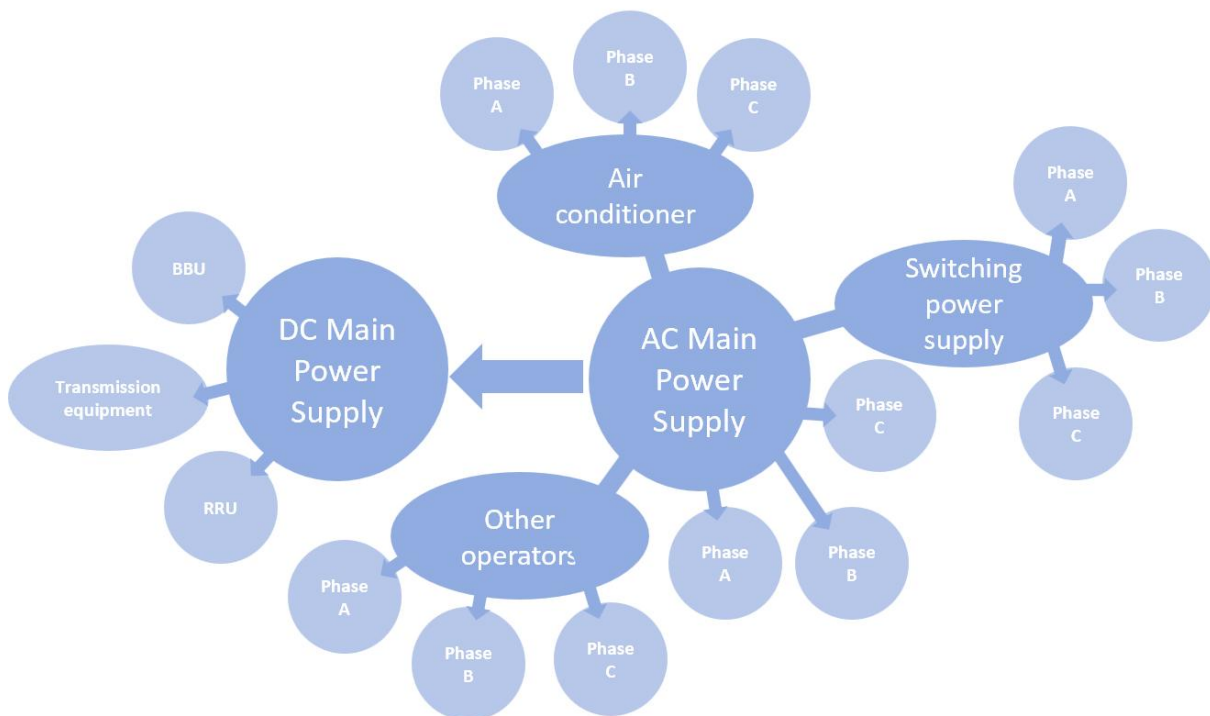 Phase
A
Phase
B
Phase
C
Air
conditioner
Phase
A
Phase
B
Switching
power
supply
Phase
C
BBU
DC Main
Power
Supply
Transmission
equipment
RRU
AC Main
Power
Supply
Phase
C
Other
operators
Phase
A
Phase
B
Phase
A
Phase
B
Phase
C